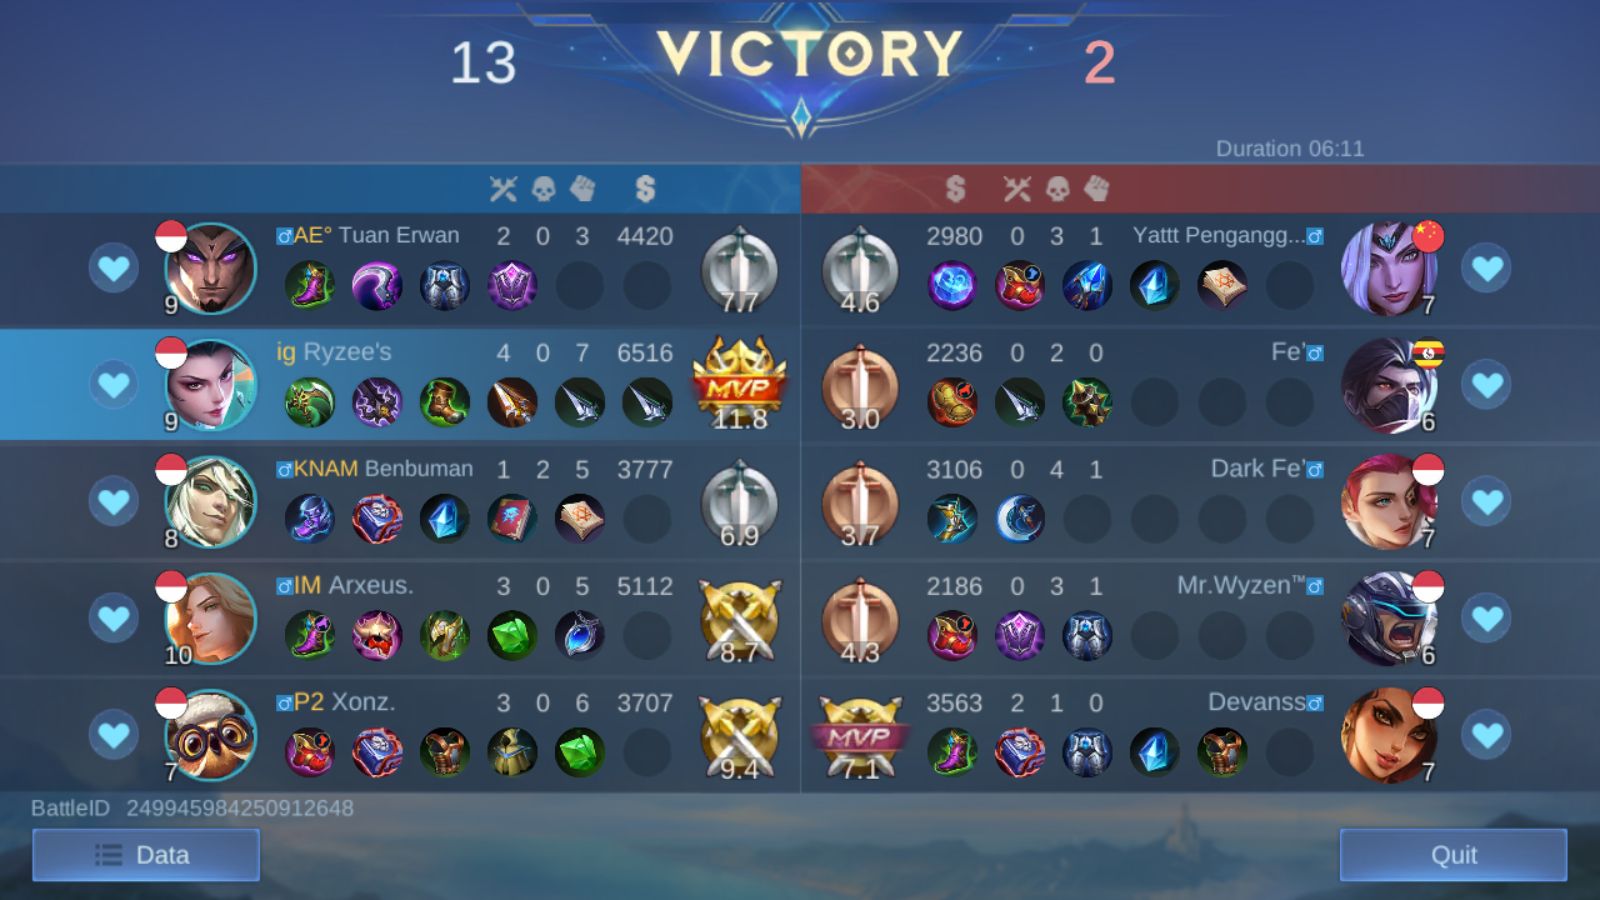 VICTORY
13
2
Duration 06:11
♂AE° Tuan Erwan 2 0 3 4420
9
7.7
4.6
2980 0 3 1 Yattt Pengangg...♂
7
ig Ryzee's 4 0 7 6516
9
MVP
11.8
3.0
2236 0 2 0 Fe'♂
6
♂KNAM Benbuman 1 2 5 3777
8
6.9
3.7
3106 0 4 1 Dark Fe'♂
7
♂IM Arxeus. 3 0 5 5112
10
8.7
4.3
2186 0 3 1 Mr.Wyzen™♂
6
♂P2 Xonz. 3 0 6 3707
7
9.4
MVP
7.1
3563 2 1 0 Devanss♂
7
BattleID 249945984250912648
Data
Quit